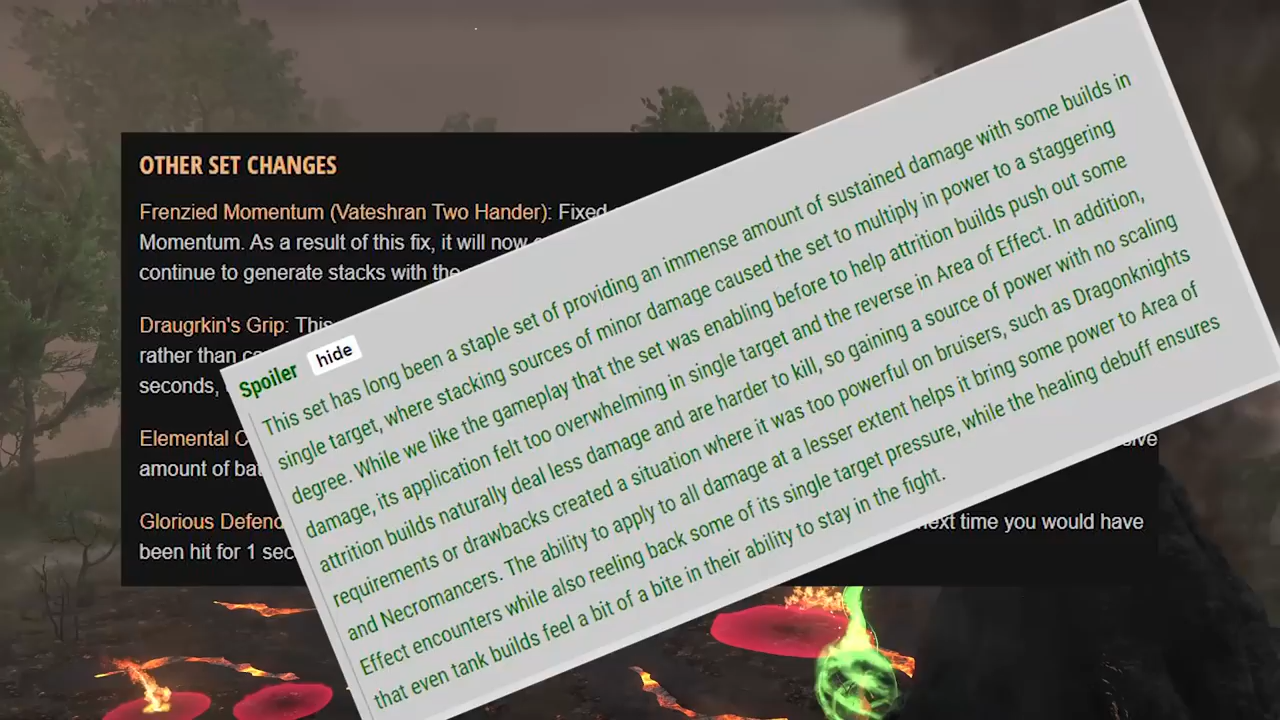 OTHER SET CHANGES
Frenzied Momentum (Vateshran Two Hander): Fixed
Momentum. As a result of this fix, it will now
continue to generate stacks with the
Draugrkin's Grip: This
rather than
seconds,
Elemental
amount of
Glorious
been hit for 1
next time you would have
Spoiler hide
This set has long been a staple set of providing an immense amount of sustained damage with some builds in
single target, where stacking sources of minor damage caused the set to multiply in power to a staggering
degree. While we like the gameplay that the set was enabling before to help attrition builds push out some
damage, its application felt too overwhelming in single target and the reverse in Area of Effect. In addition,
attrition builds naturally deal less damage and are harder to kill, so gaining a source of power with no scaling
requirements or drawbacks created a situation where it was too powerful on bruisers, such as Dragonknights
and Necromancers. The ability to apply to all damage at a lesser extent helps it bring some power to Area of
Effect encounters while also reeling back some of its single target pressure, while the healing debuff ensures
that even tank builds feel a bit of a bite in their ability to stay in the fight.